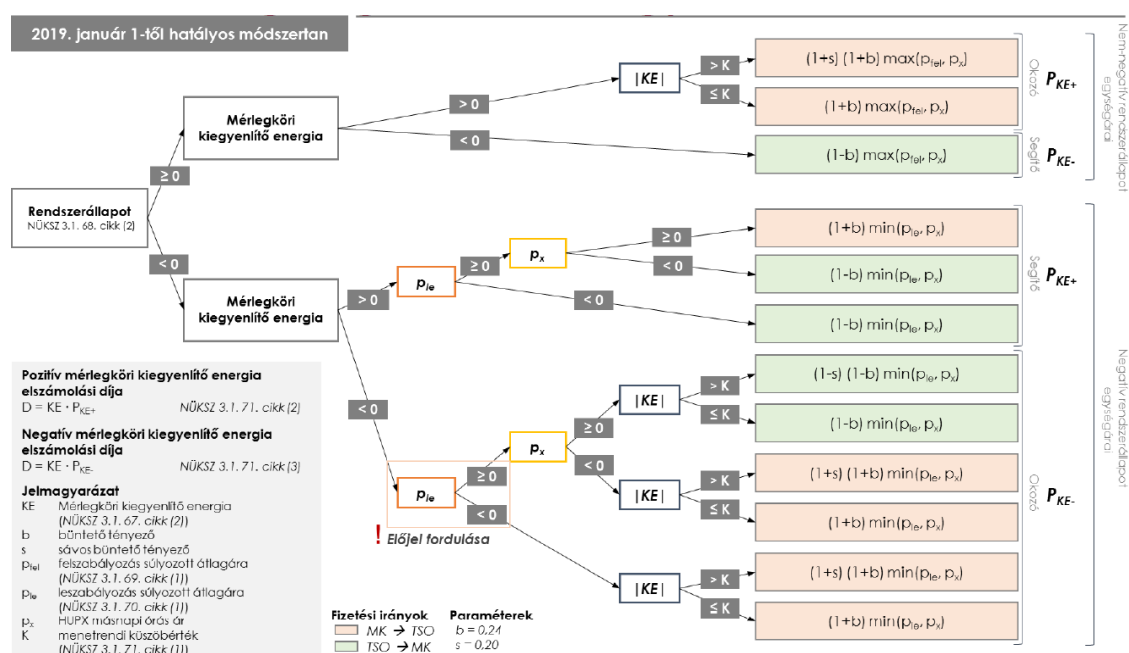 2019. január 1-től hatályos módszertan
Rendszerállapot
NÜKSZ 3.1. 68. cikk (2)
≥ 0
< 0
Mérlegköri
kiegyenlítő energia
> 0
< 0
|KE|
> K
≤ K
(1+s) (1+b) max(pfel, px)
(1+b) max(pfel, px)
(1-b) max(pfel, px)
Okozó
Segítő
PKE+
PKE-
Nem-negatív rendszerállapot
egységárai
Mérlegköri
kiegyenlítő energia
> 0
< 0
ple
≥ 0
< 0
px
≥ 0
< 0
(1+b) min(ple, px)
(1-b) min(ple, px)
(1-b) min(ple, px)
Segítő
PKE+
ple
≥ 0
< 0
! Előjel fordulása
px
≥ 0
< 0
|KE|
> K
≤ K
(1-s) (1-b) min(ple, px)
(1-b) min(ple, px)
|KE|
> K
≤ K
(1+s) (1+b) min(ple, px)
(1+b) min(ple, px)
|KE|
> K
≤ K
(1+s) (1+b) min(ple, px)
(1+b) min(ple, px)
Okozó
PKE-
Negatív rendszerállapot
egységárai
Pozitív mérlegköri kiegyenlítő energia
elszámolási díja
D = KE · PKE+ NÜKSZ 3.1. 71. cikk (2)
Negatív mérlegköri kiegyenlítő energia
elszámolási díja
D = KE · PKE- NÜKSZ 3.1. 71. cikk (3)
Jelmagyarázat
KE Mérlegköri kiegyenlítő energia
(NÜKSZ 3.1. 67. cikk (2))
b büntető tényező
s sávos büntető tényező
pfel felszabályozás súlyozott átlagára
(NÜKSZ 3.1. 69. cikk (1))
ple leszabályozás súlyozott átlagára
(NÜKSZ 3.1. 70. cikk (1))
px HUPX másnapi órás ár
K menetrendi küszöbérték
(NÜKSZ 3.1. 71. cikk (1))
Fizetési irányok
MK → TSO
TSO → MK
Paraméterek
b = 0,24
s = 0,20